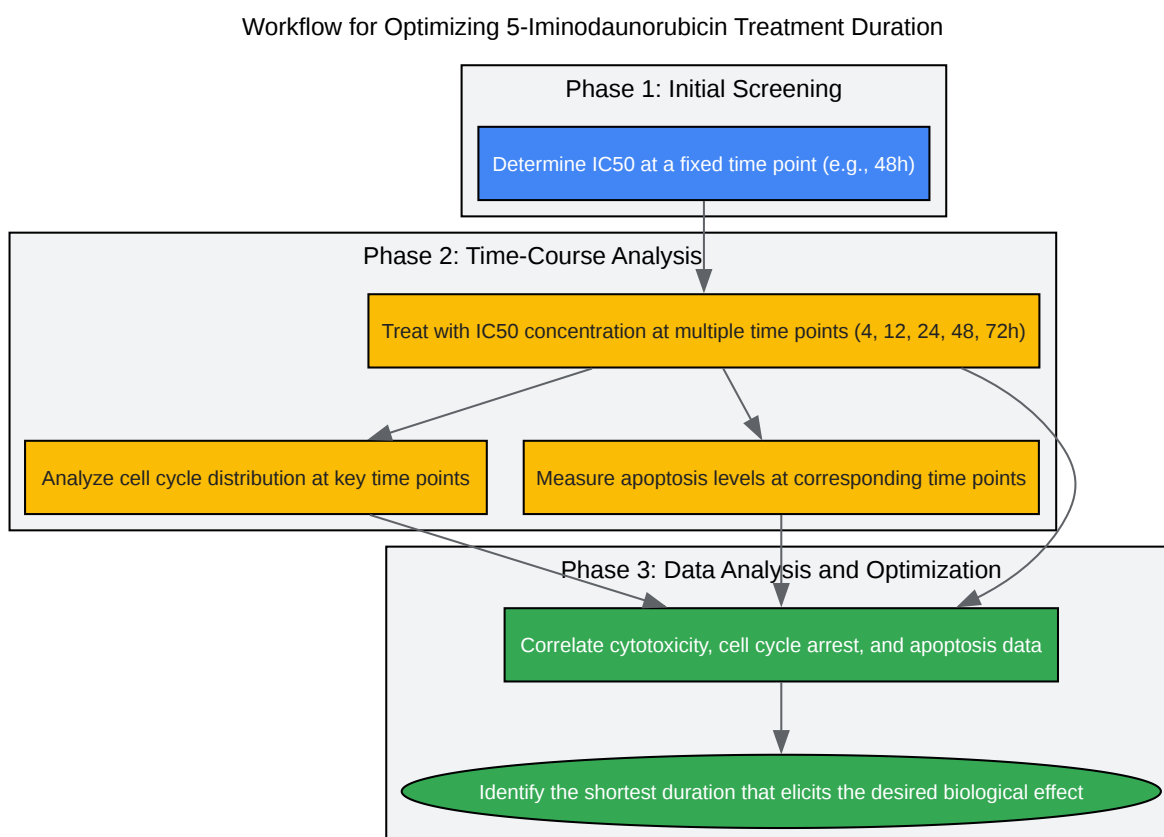 Workflow for Optimizing 5-Iminodaunorubicin Treatment Duration
Phase 1: Initial Screening
Determine IC50 at a fixed time point (e.g., 48h)
Phase 2: Time-Course Analysis
Treat with IC50 concentration at multiple time points (4, 12, 24, 48, 72h)
Analyze cell cycle distribution at key time points
Measure apoptosis levels at corresponding time points
Phase 3: Data Analysis and Optimization
Correlate cytotoxicity, cell cycle arrest, and apoptosis data
Identify the shortest duration that elicits the desired biological effect